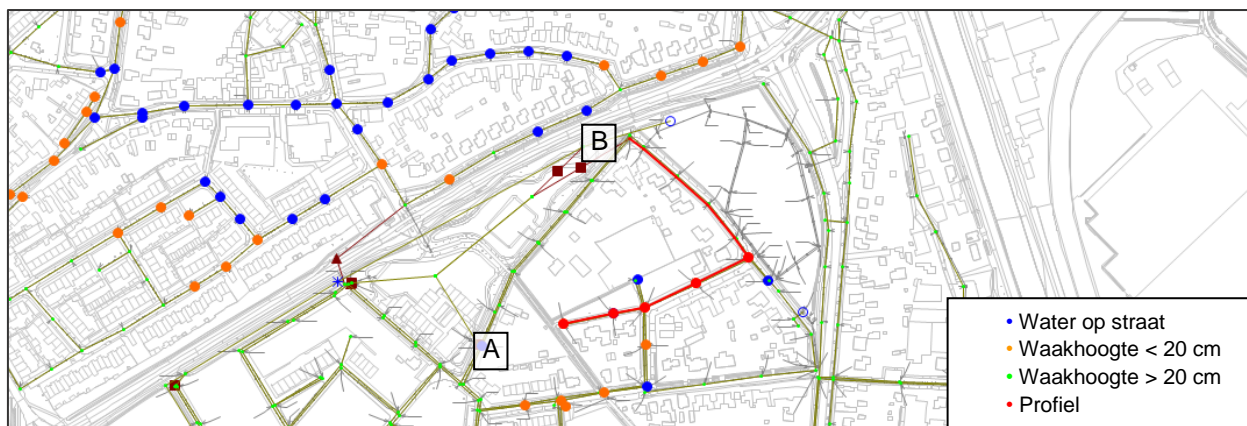 B
A
Water op straat
Waakhoogte < 20 cm
Waakhoogte > 20 cm
Profiel